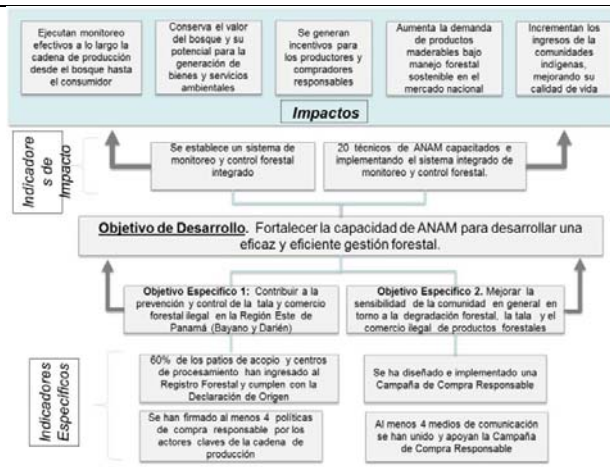 Ejecutan monitoreo
efectivos a lo largo la
cadena de producción
desde el bosque hasta
el consumidor
Conserva el valor
del bosque y su
potencial para la
generación de
bienes y servicios
ambientales
Se generan
incentivos para
los productores y
compradores
responsables
Aumenta la demanda
de productos
maderables bajo
manejo forestal
sostenible en el
mercado nacional
Incrementan los
ingresos de la
comunidades
indígenas,
mejorando su
calidad de vida
Impactos
Indicadore
s de
Impacto
Se establece un sistema de
monitoreo y control forestal
integrado
20 técnicos de ANAM capacitados e
implementando el sistema integrado de
monitoreo y control forestal.
Objetivo de Desarrollo. Fortalecer la capacidad de ANAM para desarrollar una
eficaz y eficiente gestión forestal.
Objetivo Especifico 1: Contribuir a la
prevención y control de la tala y comercio
forestal ilegal en la Región Este de
Panamá (Bayano y Darién)
Objetivo Especifico 2. Mejorar la
sensibilidad de la comunidad en general en
torno a la degradación forestal, la tala y el
comercio ilegal de productos forestales
Indicadores
Específicos
60% de los patios de acopio y centros
de procesamiento han ingresado al
Registro Forestal y cumplen con la
Declaración de Origen
Se ha diseñado e implementado una
Campaña de Compra Responsable
Se han firmado al menos 4 políticas
de compra responsable por los
actores claves de la cadena de
producción
Al menos 4 medios de comunicación
se han unido y apoyan la Campaña
de Compra Responsable